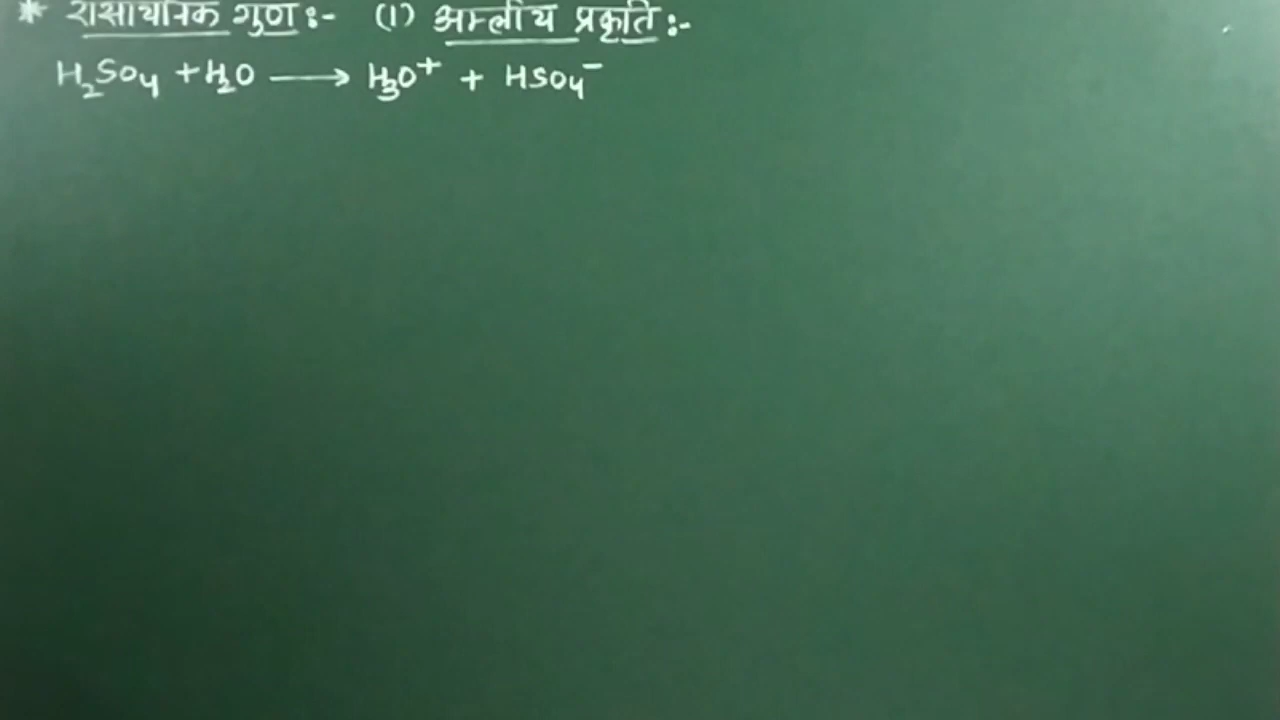 * रासायनिक गुण :- (1) अम्लीय प्रकृति :-
H₂SO₄ + H₂O ⟶ H₃O⁺ + HSO₄⁻